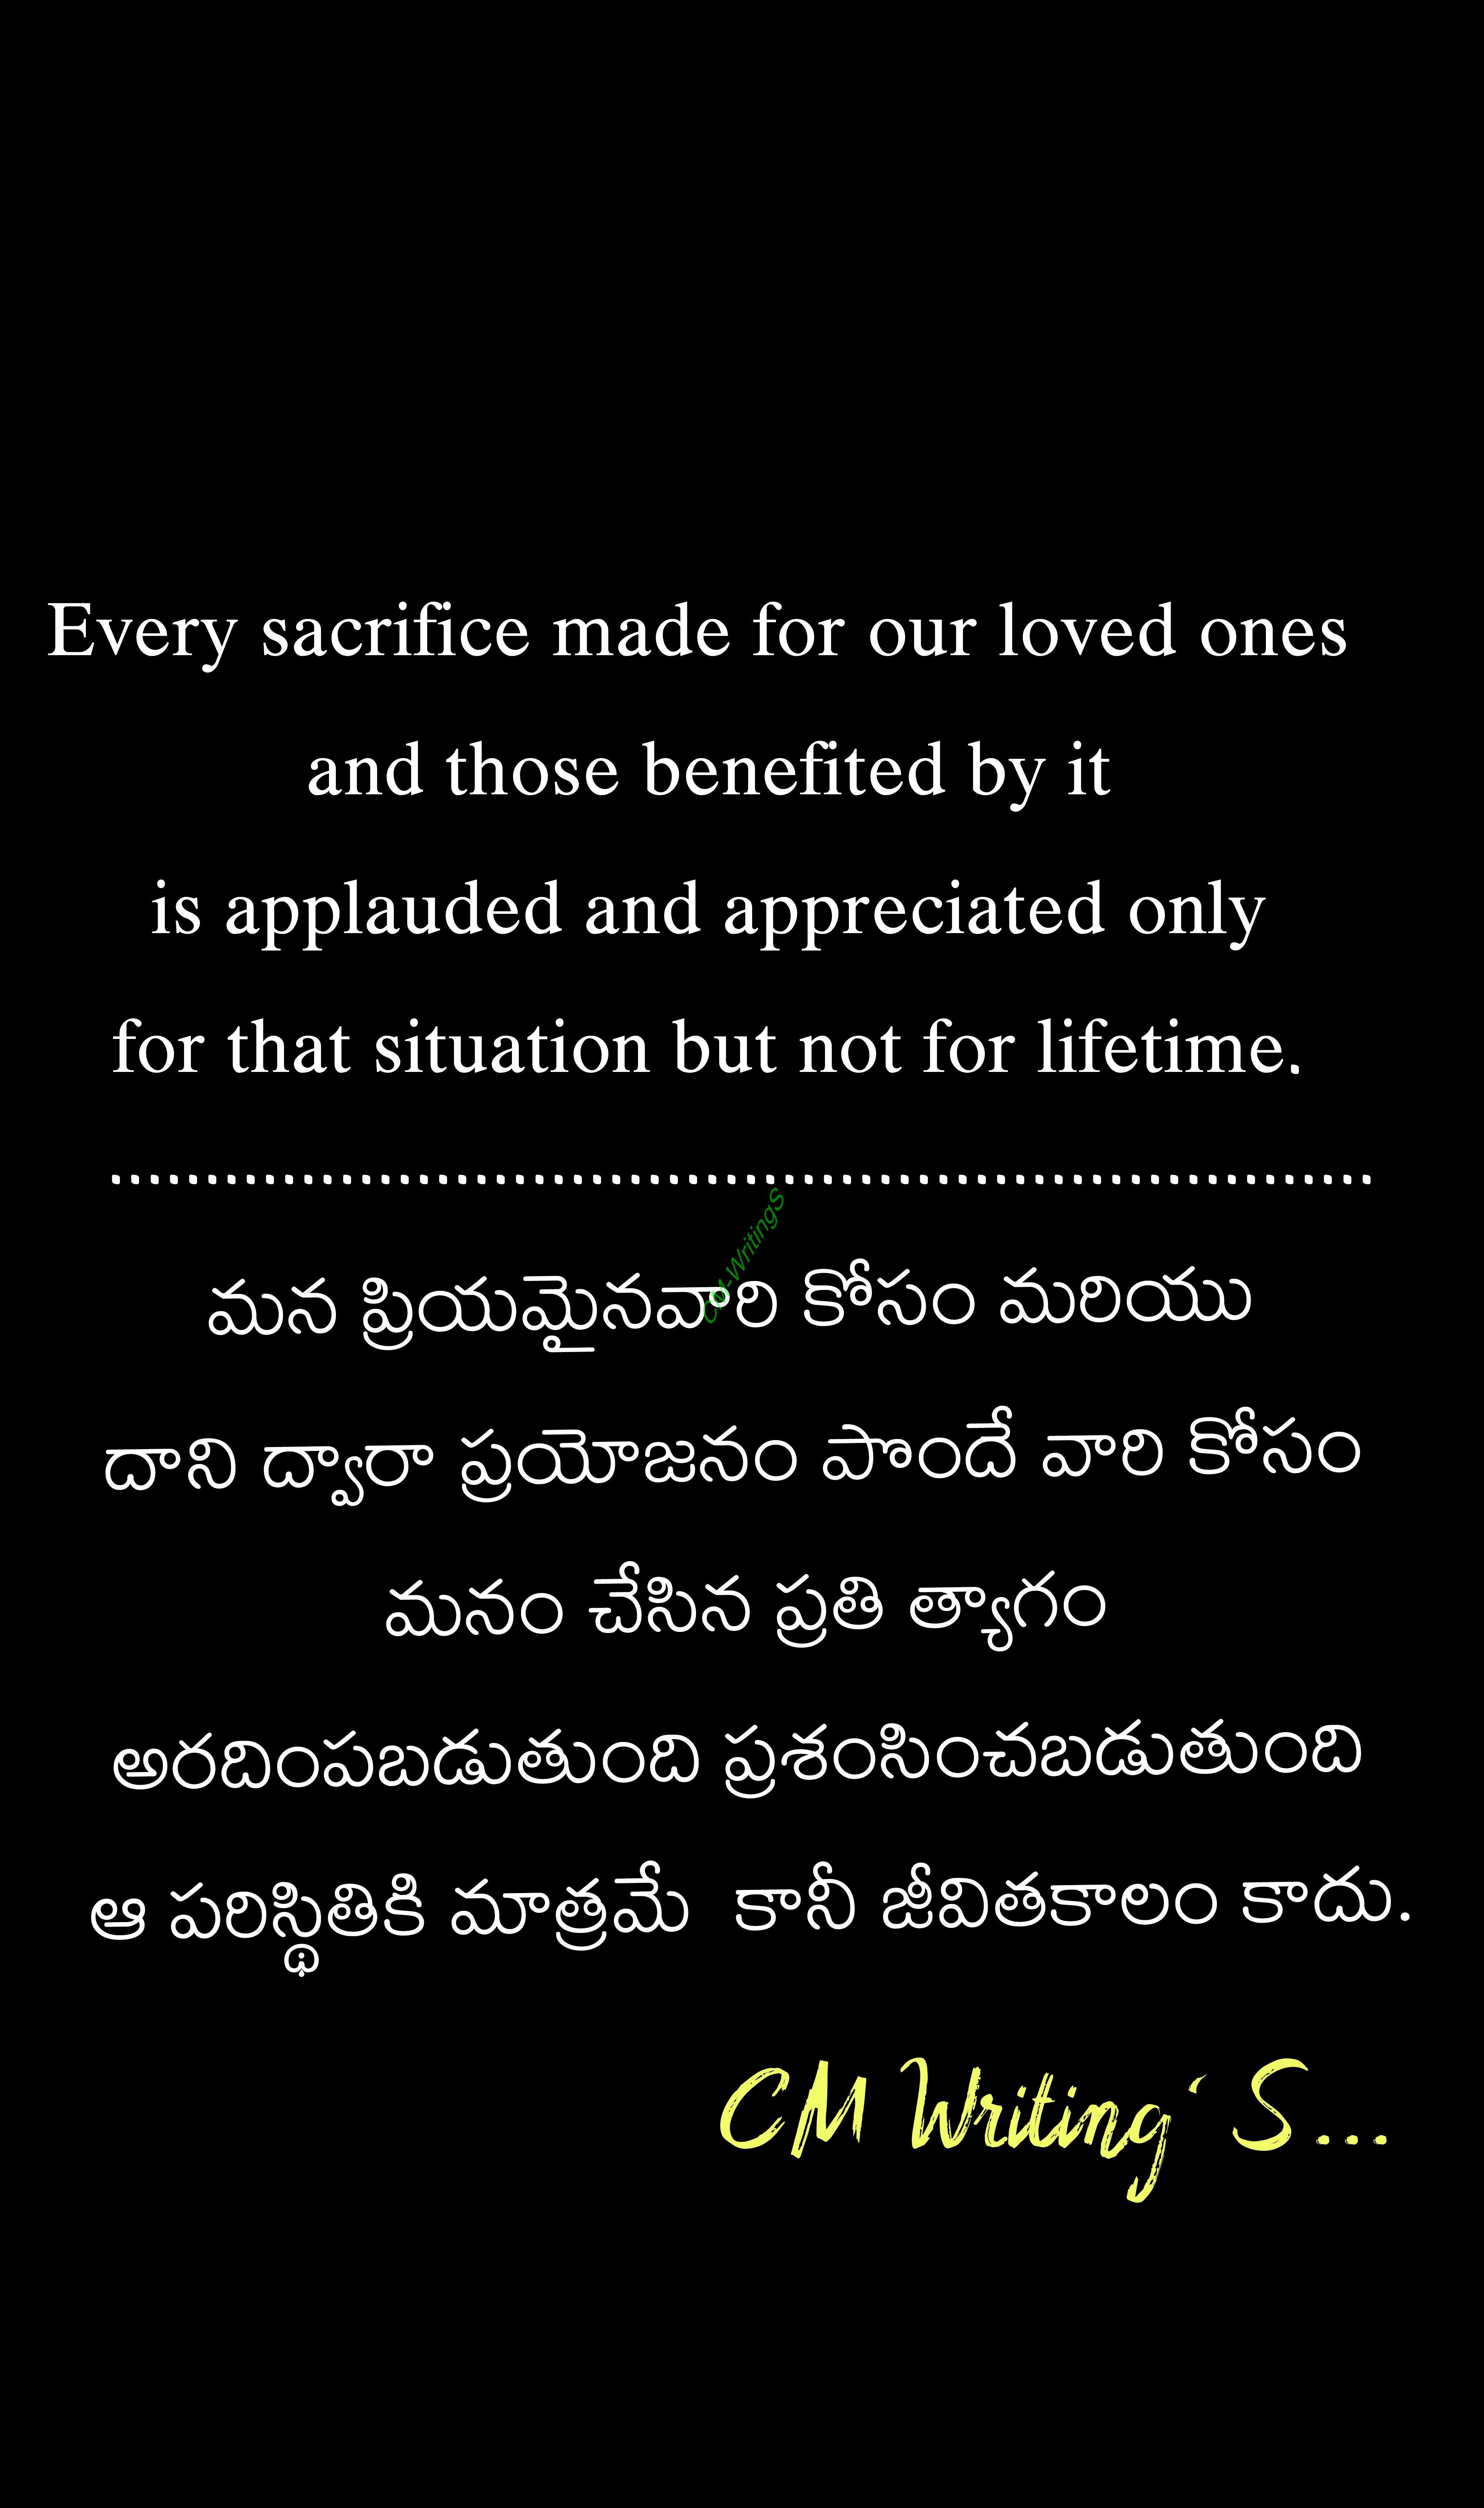 Every sacrifice made for our loved ones
and those benefited by it
is applauded and appreciated only
for that situation but not for lifetime.
..................................................................
CM-WritingS
మన ప్రియమైనవారి కోసం మరియు
దాని ద్వారా ప్రయోజనం పొందే వారి కోసం
మనం చేసిన ప్రతి త్యాగం
అరదింపబడుతుంది ప్రశంసించబడుతుంది
ఆ పరిస్థితికి మాత్రమే  కానీ జీవితకాలం కాదు.
CM Writing' S...